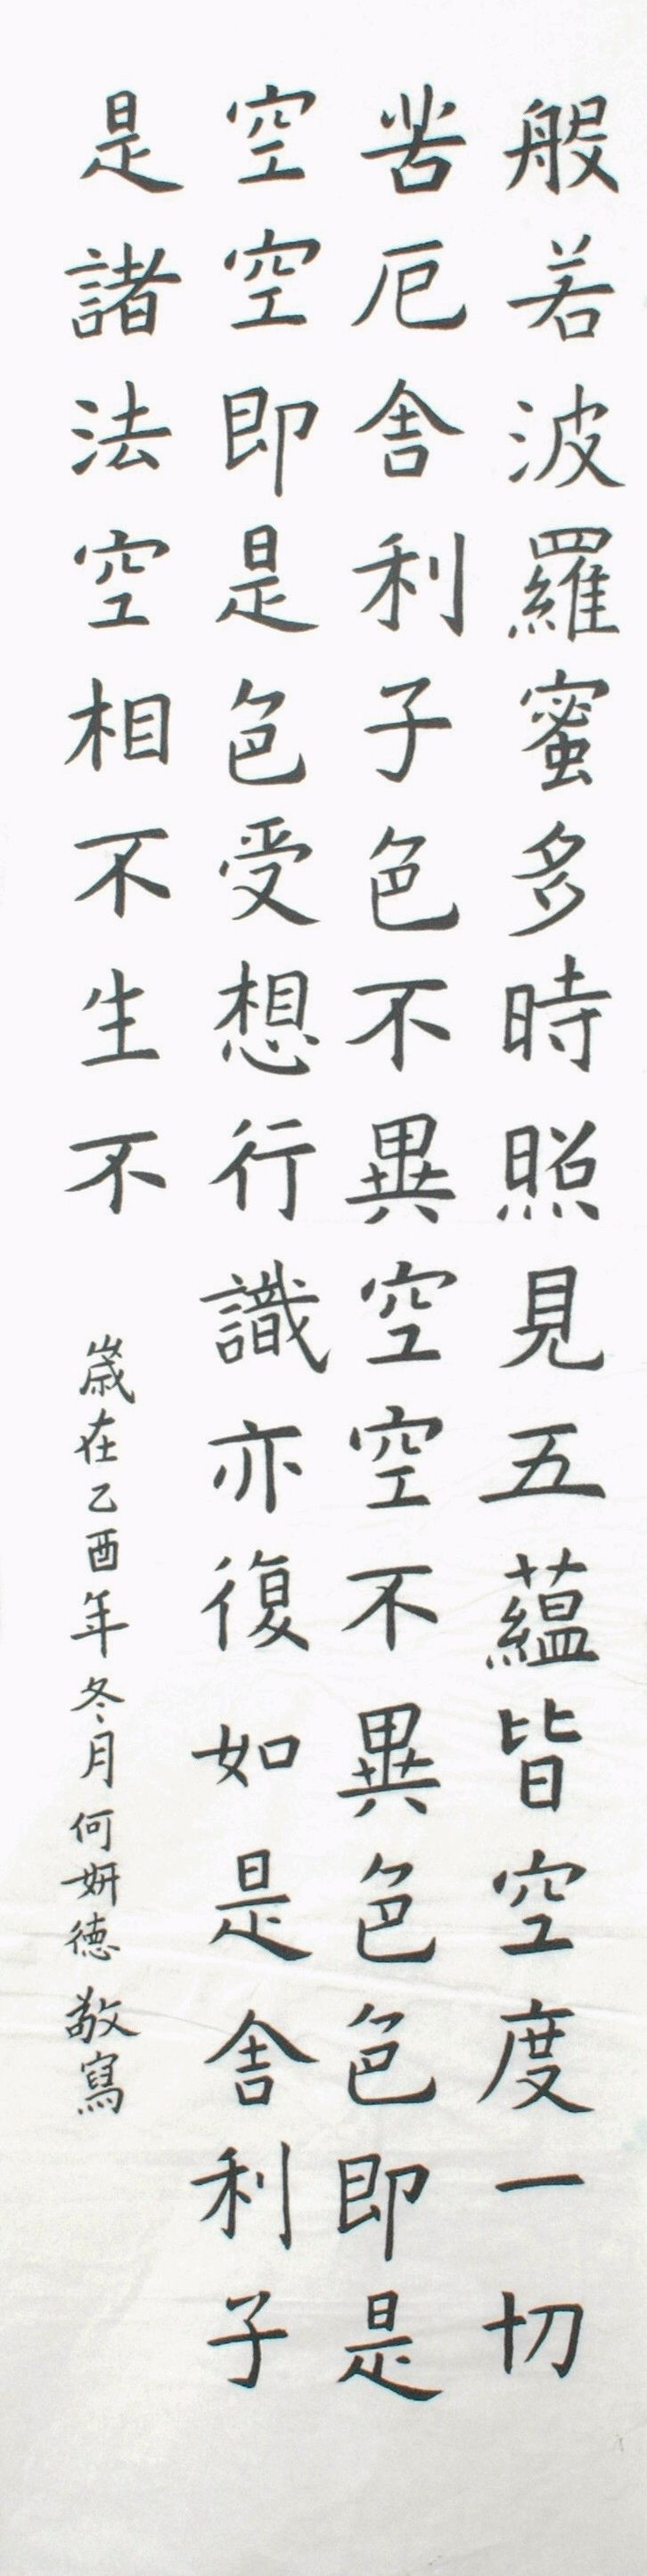 般若波羅蜜多時照見五蘊皆空度一切
苦厄舍利子色不異空空不異色色即是
空空即是色受想行識亦復如是舍利子
是諸法空相不生不
歲在乙酉年冬月何妍德敬寫